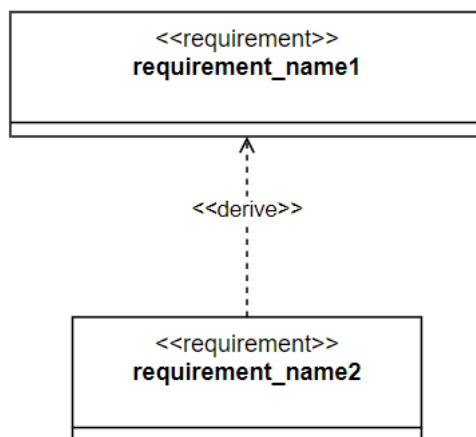 <<requirement>>
requirement_name1
<<derive>>
<<requirement>>
requirement_name2